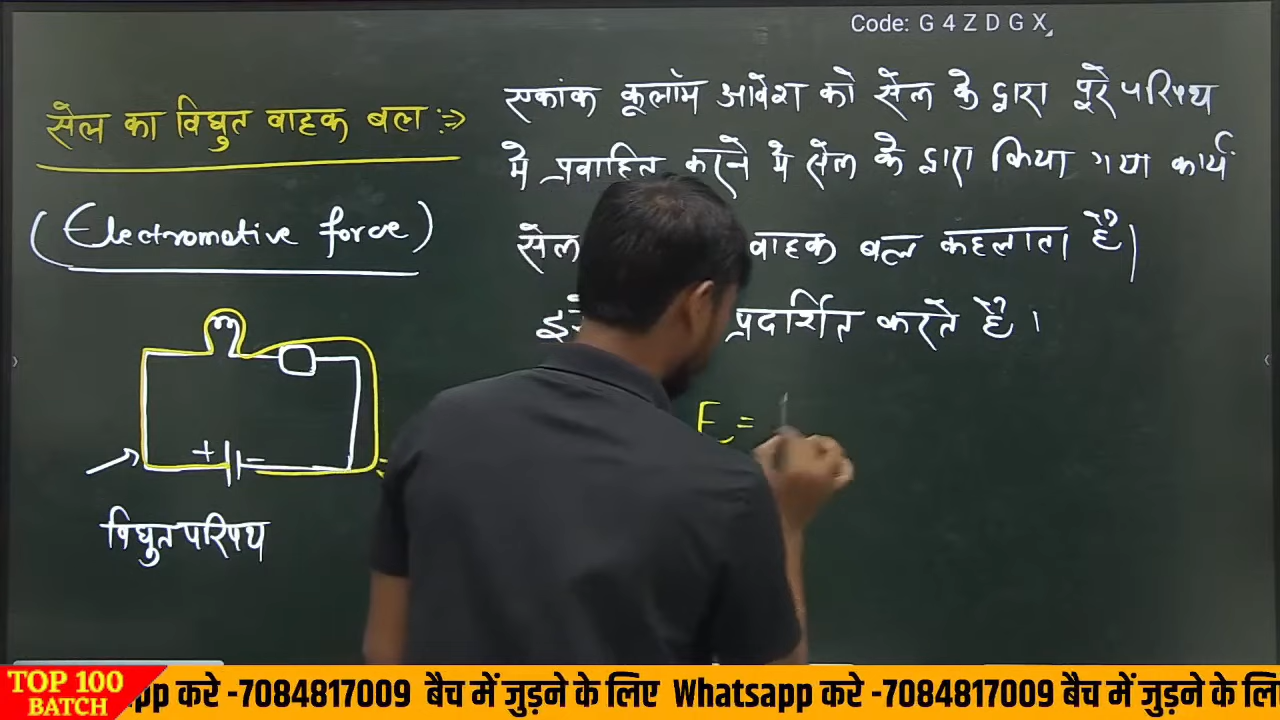 Code: G 4 Z D G X
सेल का विद्युत वाहक बल :⇒
(Electromotive force)
एकांक कूलॉम आवेश को सेल के द्वारा पूरे परिपथ
मे प्रवाहित करने मे सेल के द्वारा किया गया कार्य
सेल वाहक बल कहलाता है|
प्रदर्शित करते है।
E =
+ -
विद्युत परिपथ
TOP 100
BATCH
pp करे -7084817009 बैच में जुड़ने के लिए Whatsapp करे -7084817009 बैच में जुड़ने के लि